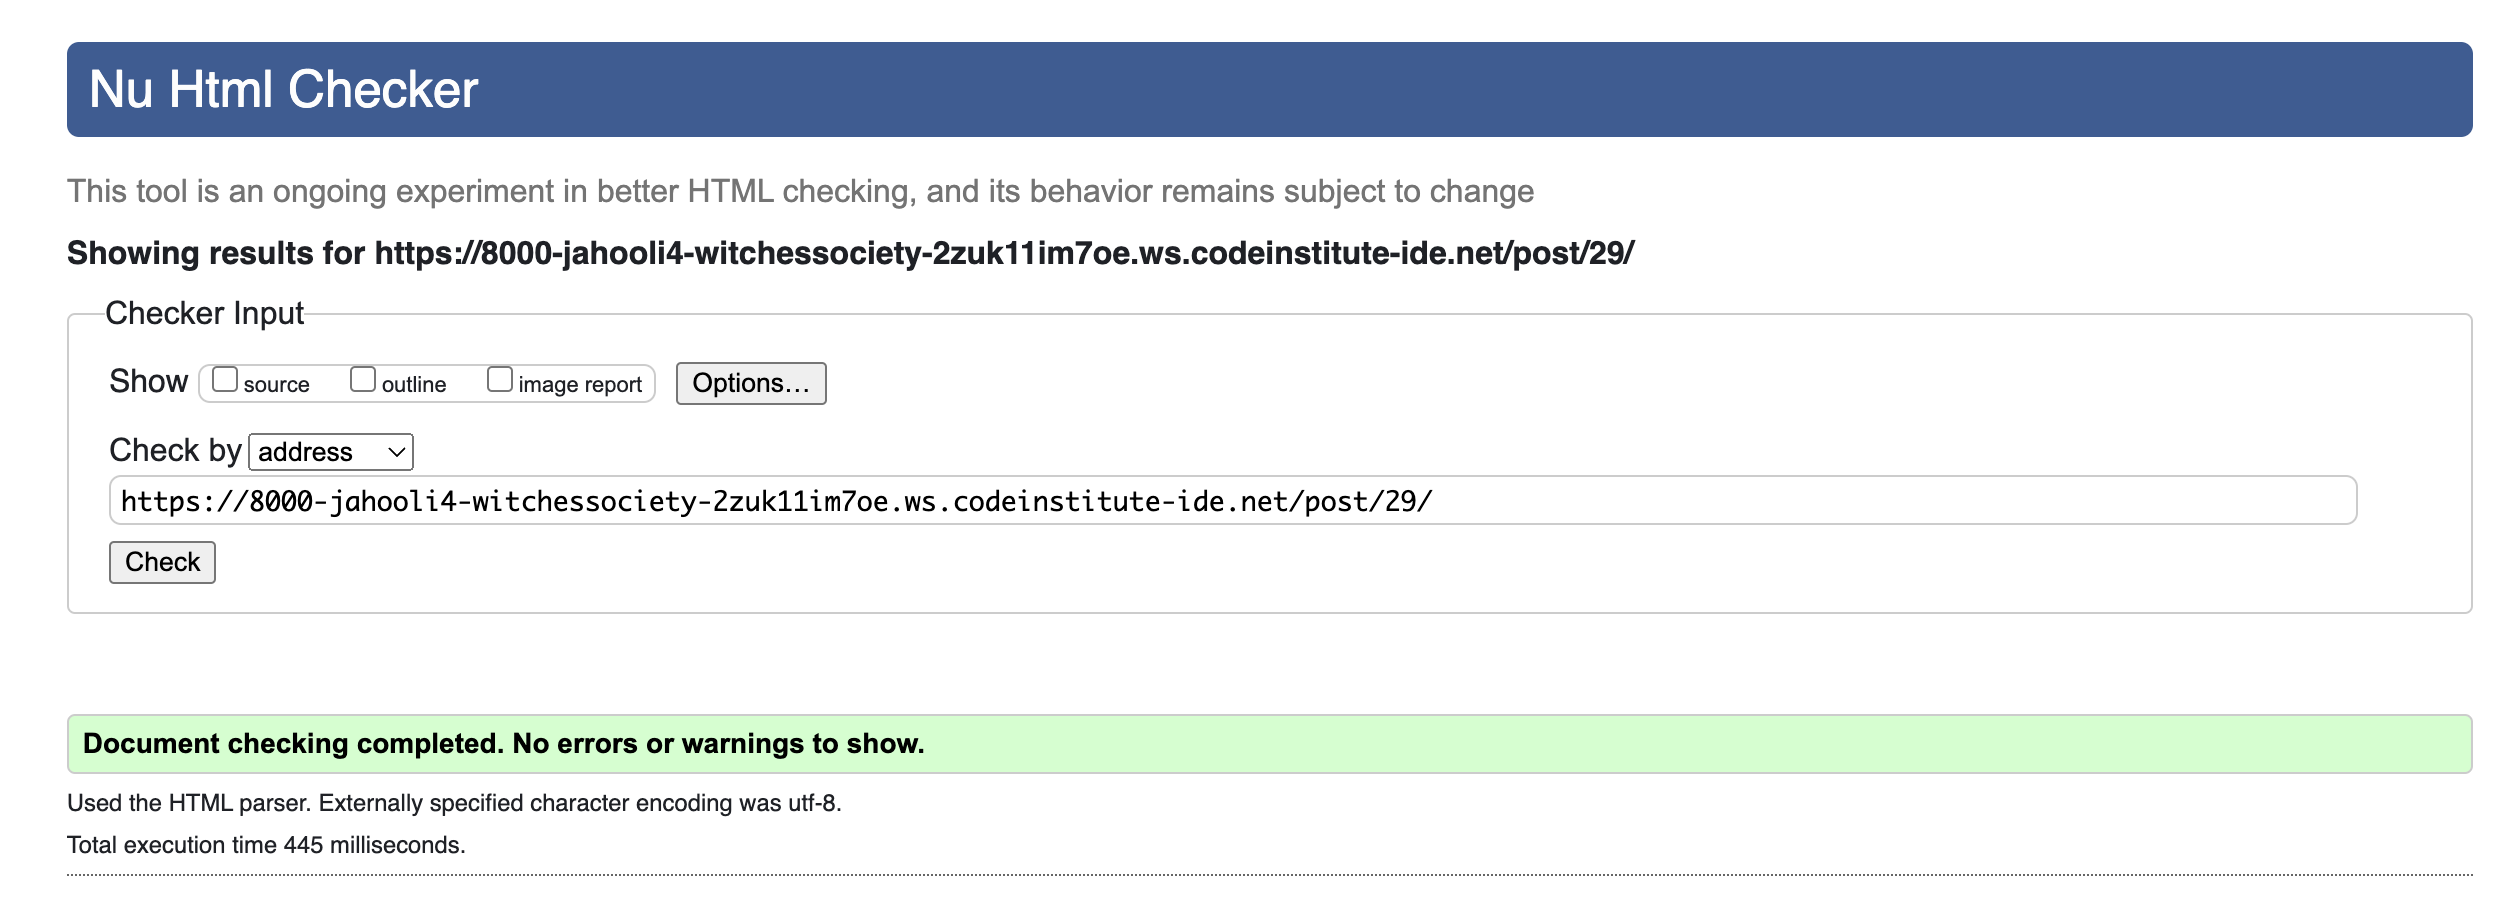 Nu Html Checker
This tool is an ongoing experiment in better HTML checking, and its behavior remains subject to change
Showing results for https://8000-jahooli4-witchessociety-2zuk11im7oe.ws.codeinstitute-ide.net/post/29/
Checker Input
Show source outline image report Options...
Check by address
https://8000-jahooli4-witchessociety-2zuk11im7oe.ws.codeinstitute-ide.net/post/29/
Check
Document checking completed. No errors or warnings to show.
Used the HTML parser. Externally specified character encoding was utf-8.
Total execution time 445 milliseconds.